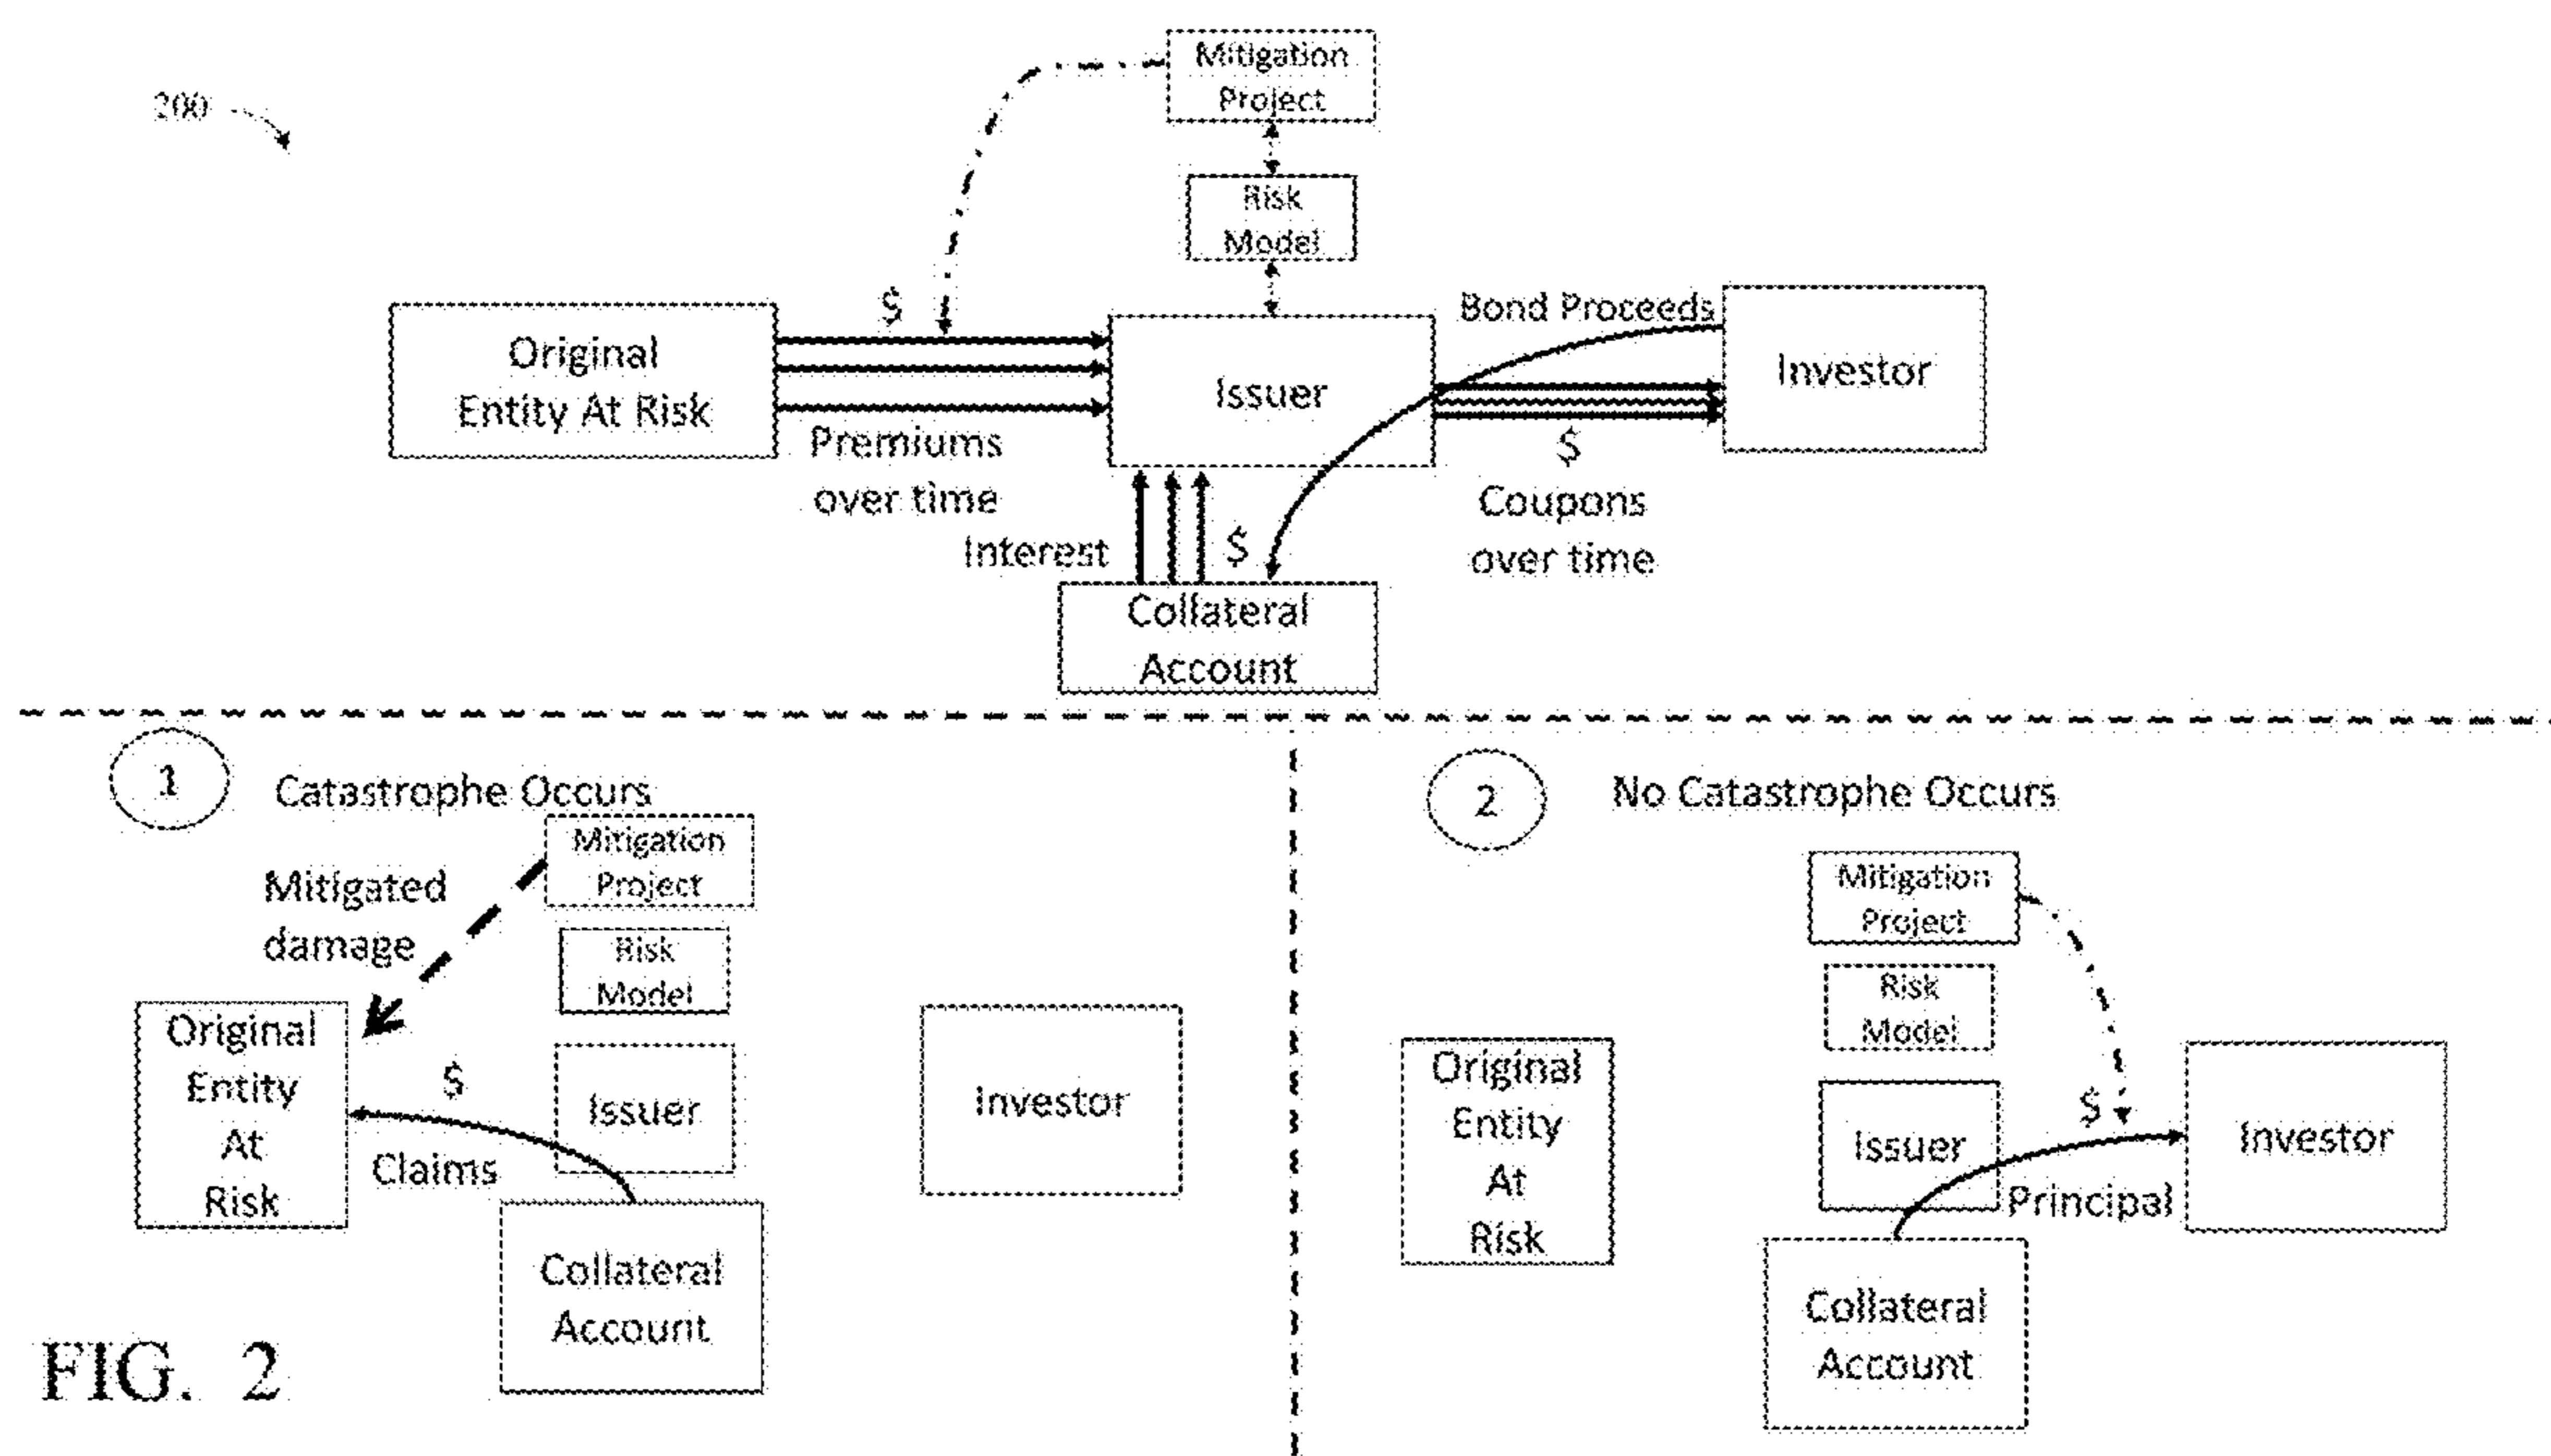 200
Mitigation
Project
Risk
Model
$
Bond Proceeds
Original
Entity At Risk
Issuer
Investor
Premiums
over time
$
Coupons
over time
Interest
$
Collateral
Account
1
Catastrophe Occurs
Mitigation
Project
Mitigated
damage
Risk
Model
Original
Entity
At
Risk
$
Issuer
Investor
Claims
Collateral
Account
2
No Catastrophe Occurs
Mitigation
Project
Risk
Model
Original
Entity
At
Risk
$
Issuer
Investor
Principal
Collateral
Account
FIG. 2